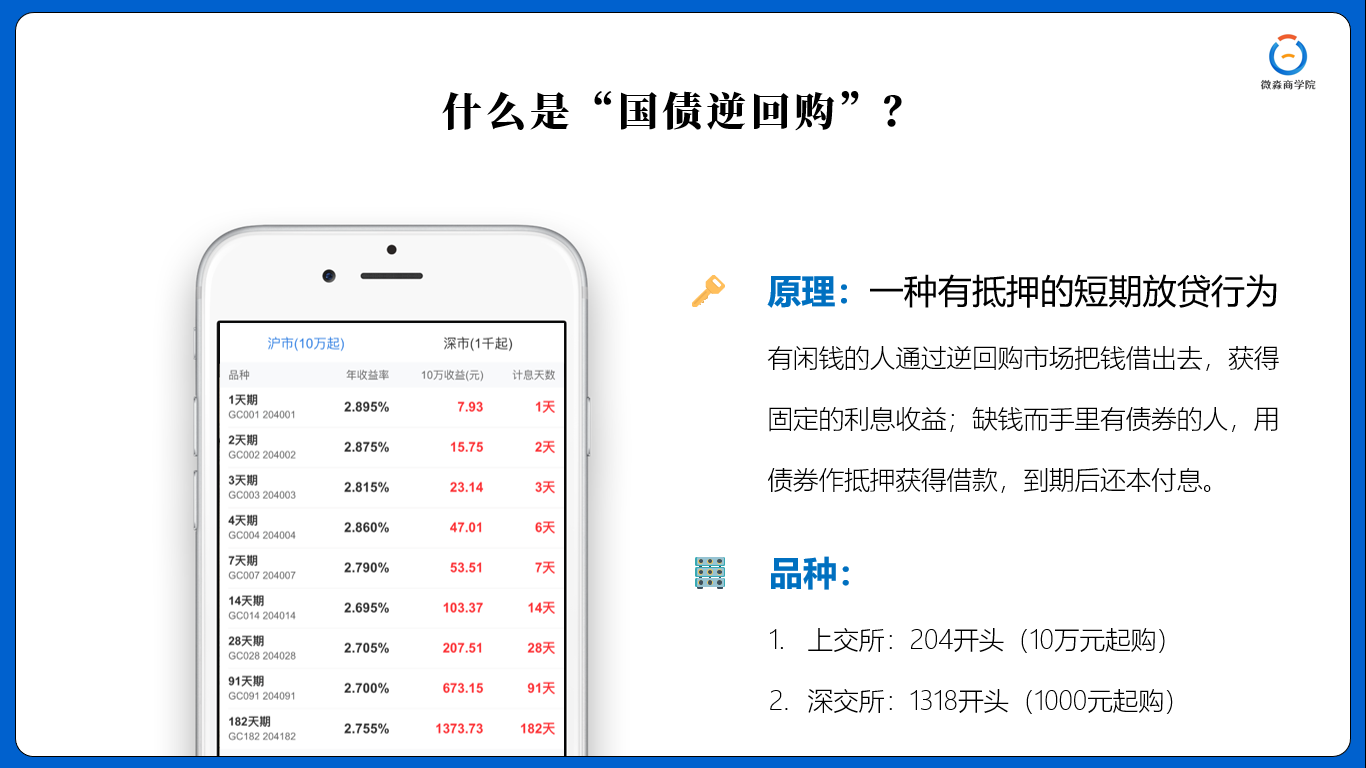 微淼商学院
什么是“国债逆回购”？
沪市(10万起) 深市(1千起)
品种 年收益率 10万收益(元) 计息天数
1天期
GC001 204001 2.895% 7.93 1天
2天期
GC002 204002 2.875% 15.75 2天
3天期
GC003 204003 2.815% 23.14 3天
4天期
GC004 204004 2.860% 47.01 6天
7天期
GC007 204007 2.790% 53.51 7天
14天期
GC014 204014 2.695% 103.37 14天
28天期
GC028 204028 2.705% 207.51 28天
91天期
GC091 204091 2.700% 673.15 91天
182天期
GC182 204182 2.755% 1373.73 182天
原理：一种有抵押的短期放贷行为
有闲钱的人通过逆回购市场把钱借出去，获得
固定的利息收益；缺钱而手里有债券的人，用
债券作抵押获得借款，到期后还本付息。
品种：
1. 上交所：204开头（10万元起购）
2. 深交所：1318开头（1000元起购）